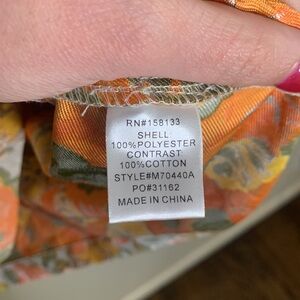 RN#158133
SHELL:
100%POLYESTER
CONTRAST
100%COTTON
STYLE#M70440A
PO#31162
MADE IN CHINA